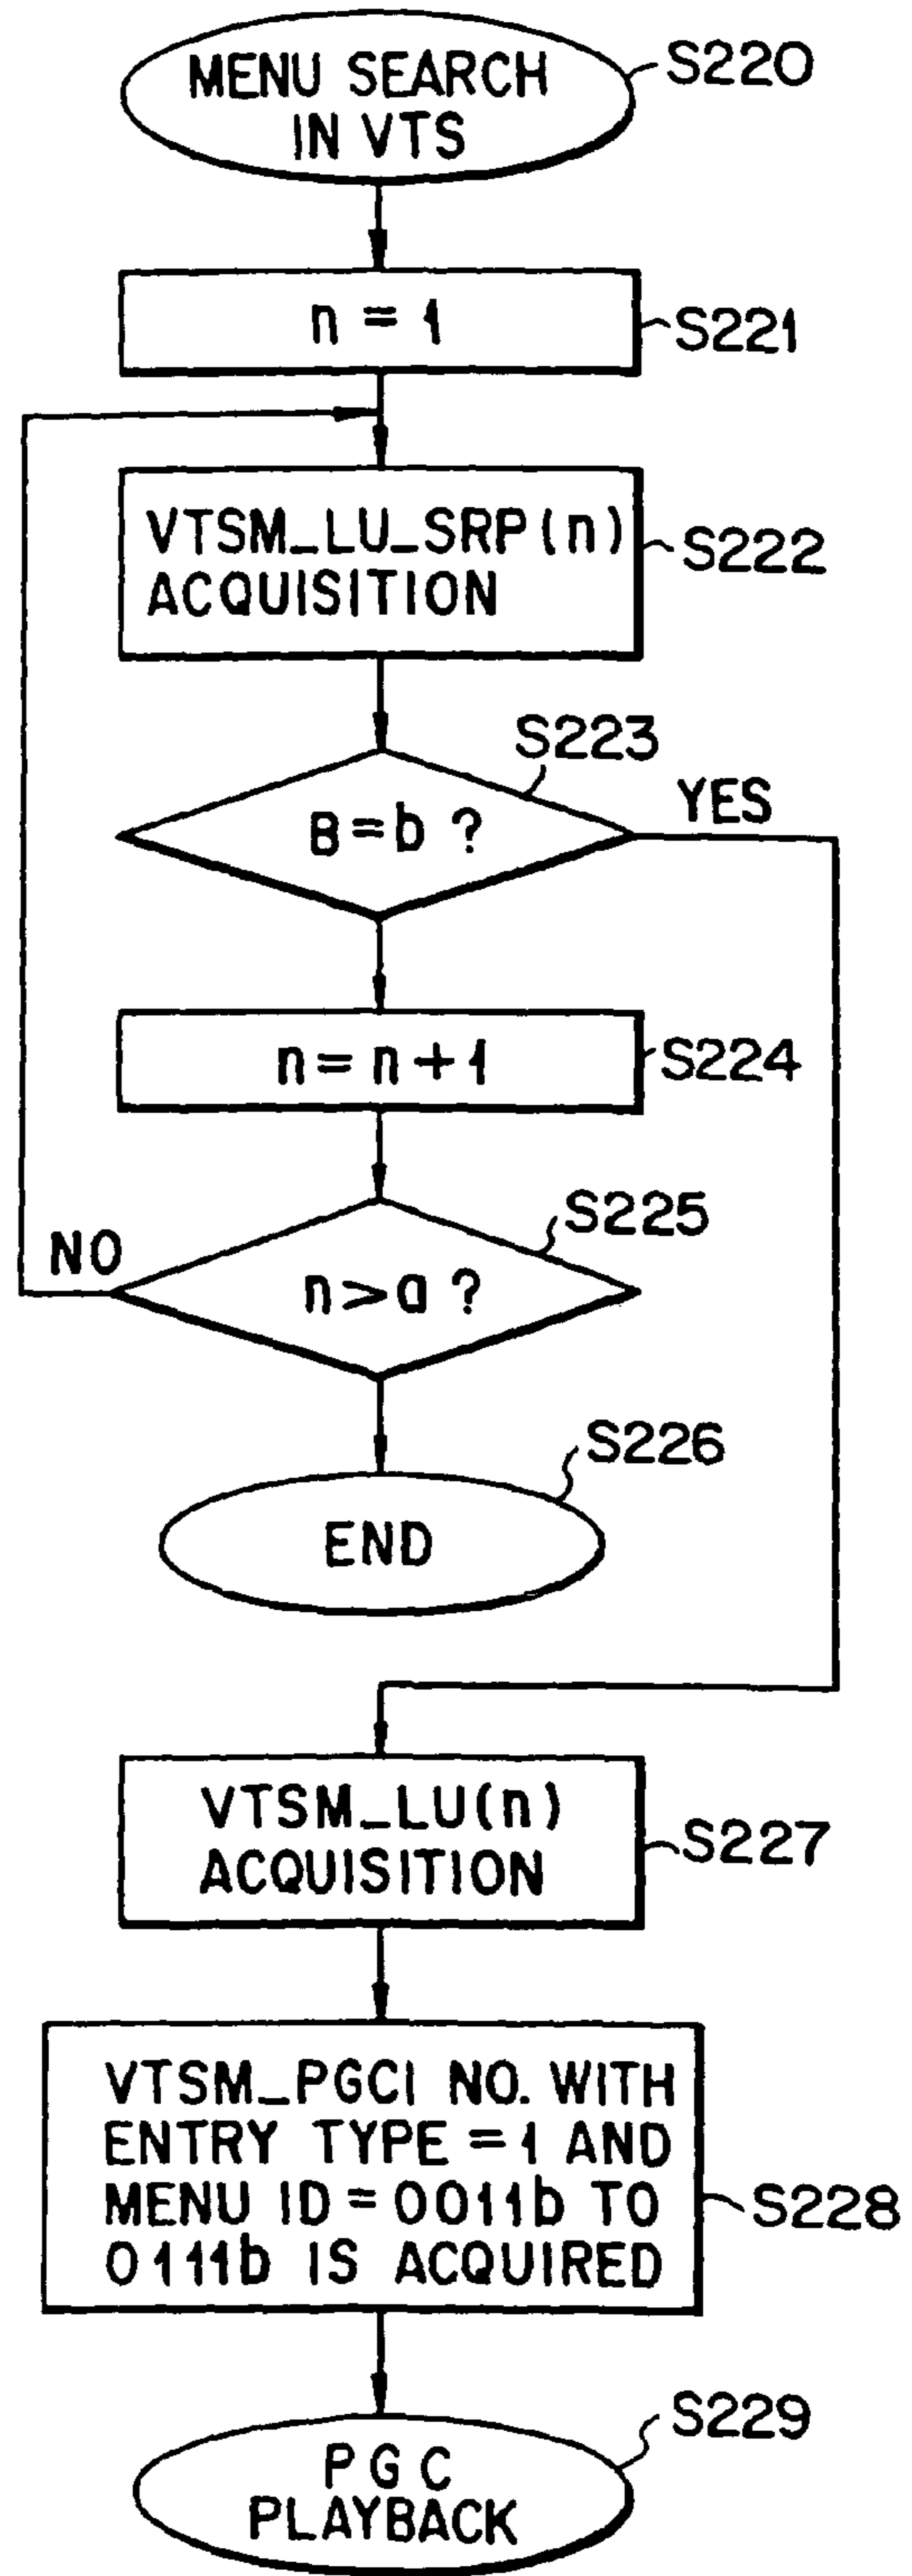 MENU SEARCH
IN VTS
S220
n = 1
S221
VTSM_LU_SRP(n)
ACQUISITION
S222
S223
B=b ?
YES
n=n+1
S224
S225
NO
n>a ?
S226
END
VTSM_LU(n)
ACQUISITION
S227
VTSM_PGCI NO. WITH
ENTRY TYPE =1 AND
MENU ID=0011b TO
0111b IS ACQUIRED
S228
S229
PGC
PLAYBACK